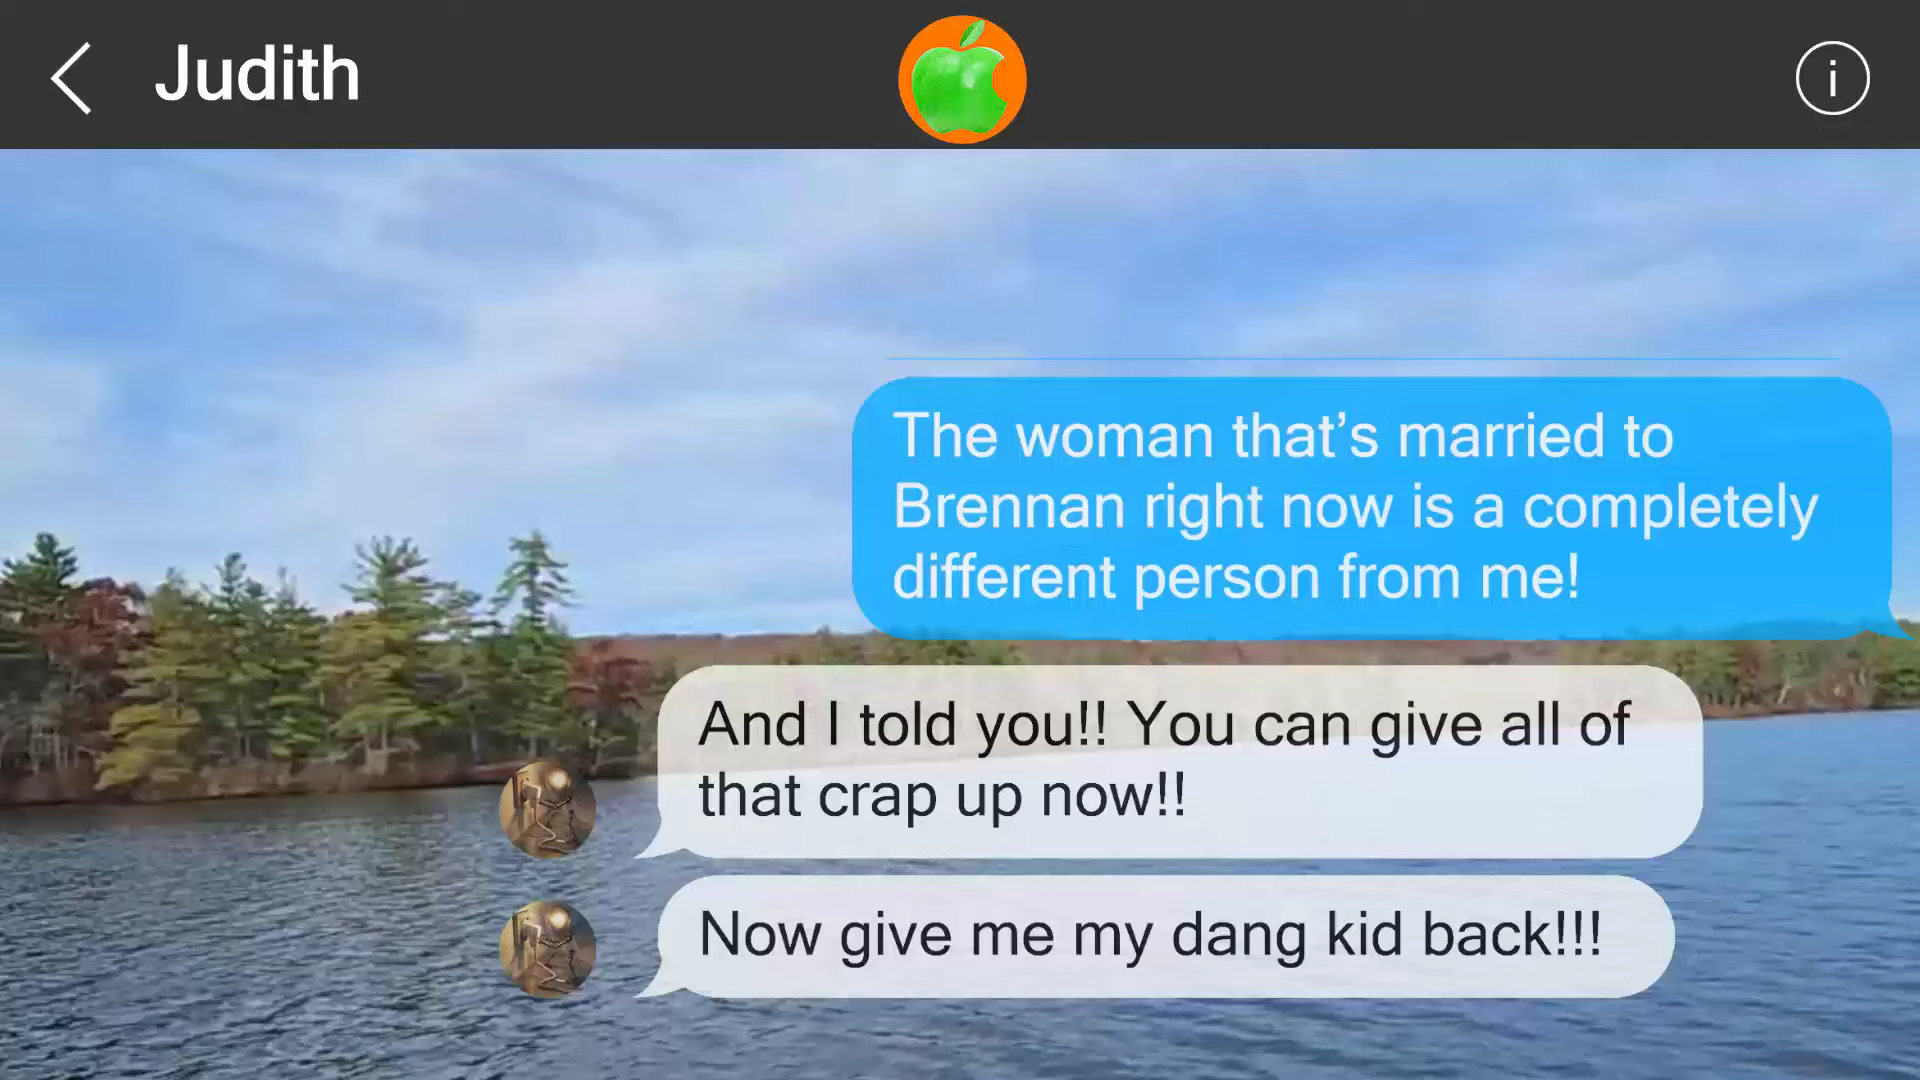 Judith
The woman that’s married to
Brennan right now is a completely
different person from me!
And I told you!! You can give all of
that crap up now!!
Now give me my dang kid back!!!